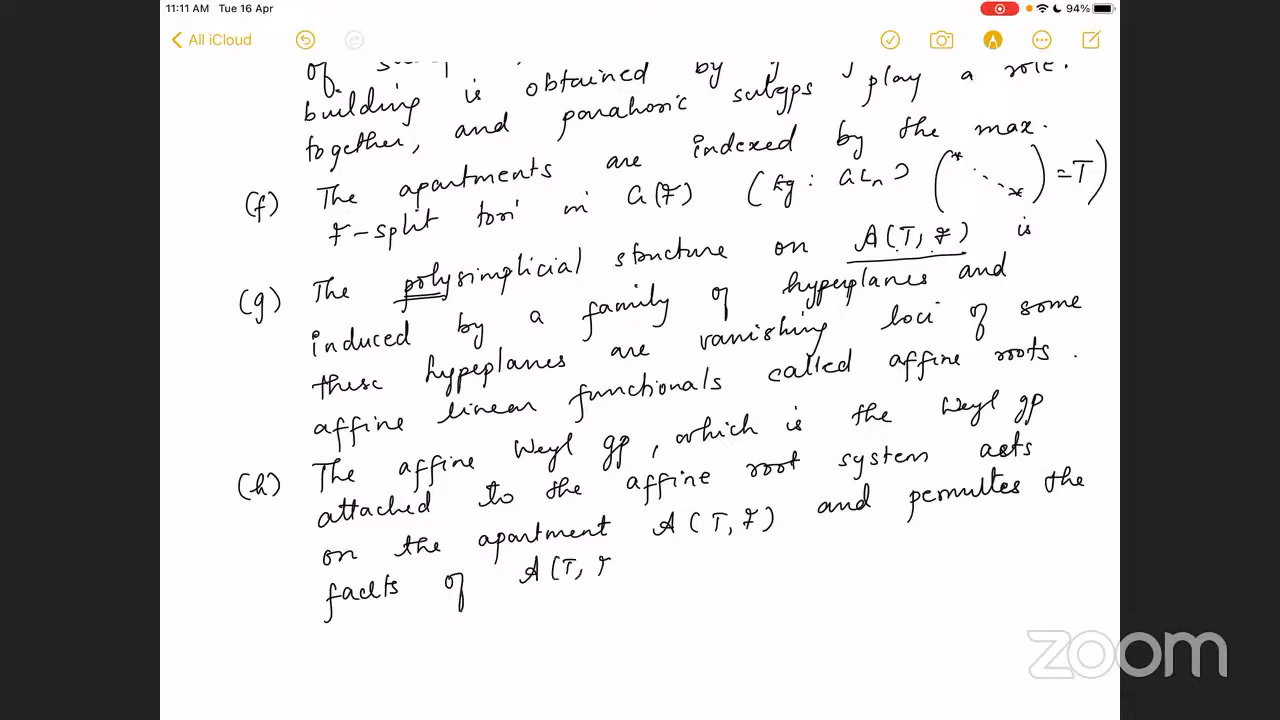 11:11 AM Tue 16 Apr
94%
All iCloud
of
building is obtained by play a role.
together, and parahoric subgps
(f) The apartments are indexed by the max.
F-split tori in G(F) (Eg: GLn ⊃ (* ... *) = T)
(g) The polysimplicial structure on A(T, F) is
induced by a family of hyperplanes and
these hypeplanes are vanishing loci of some
affine linear functionals called affine roots.
(h) The affine Weyl gp, which is the Weyl gp
attached to the affine root system acts
on the apartment A(T, F) and permultes the
facets of A(T, F
zoom